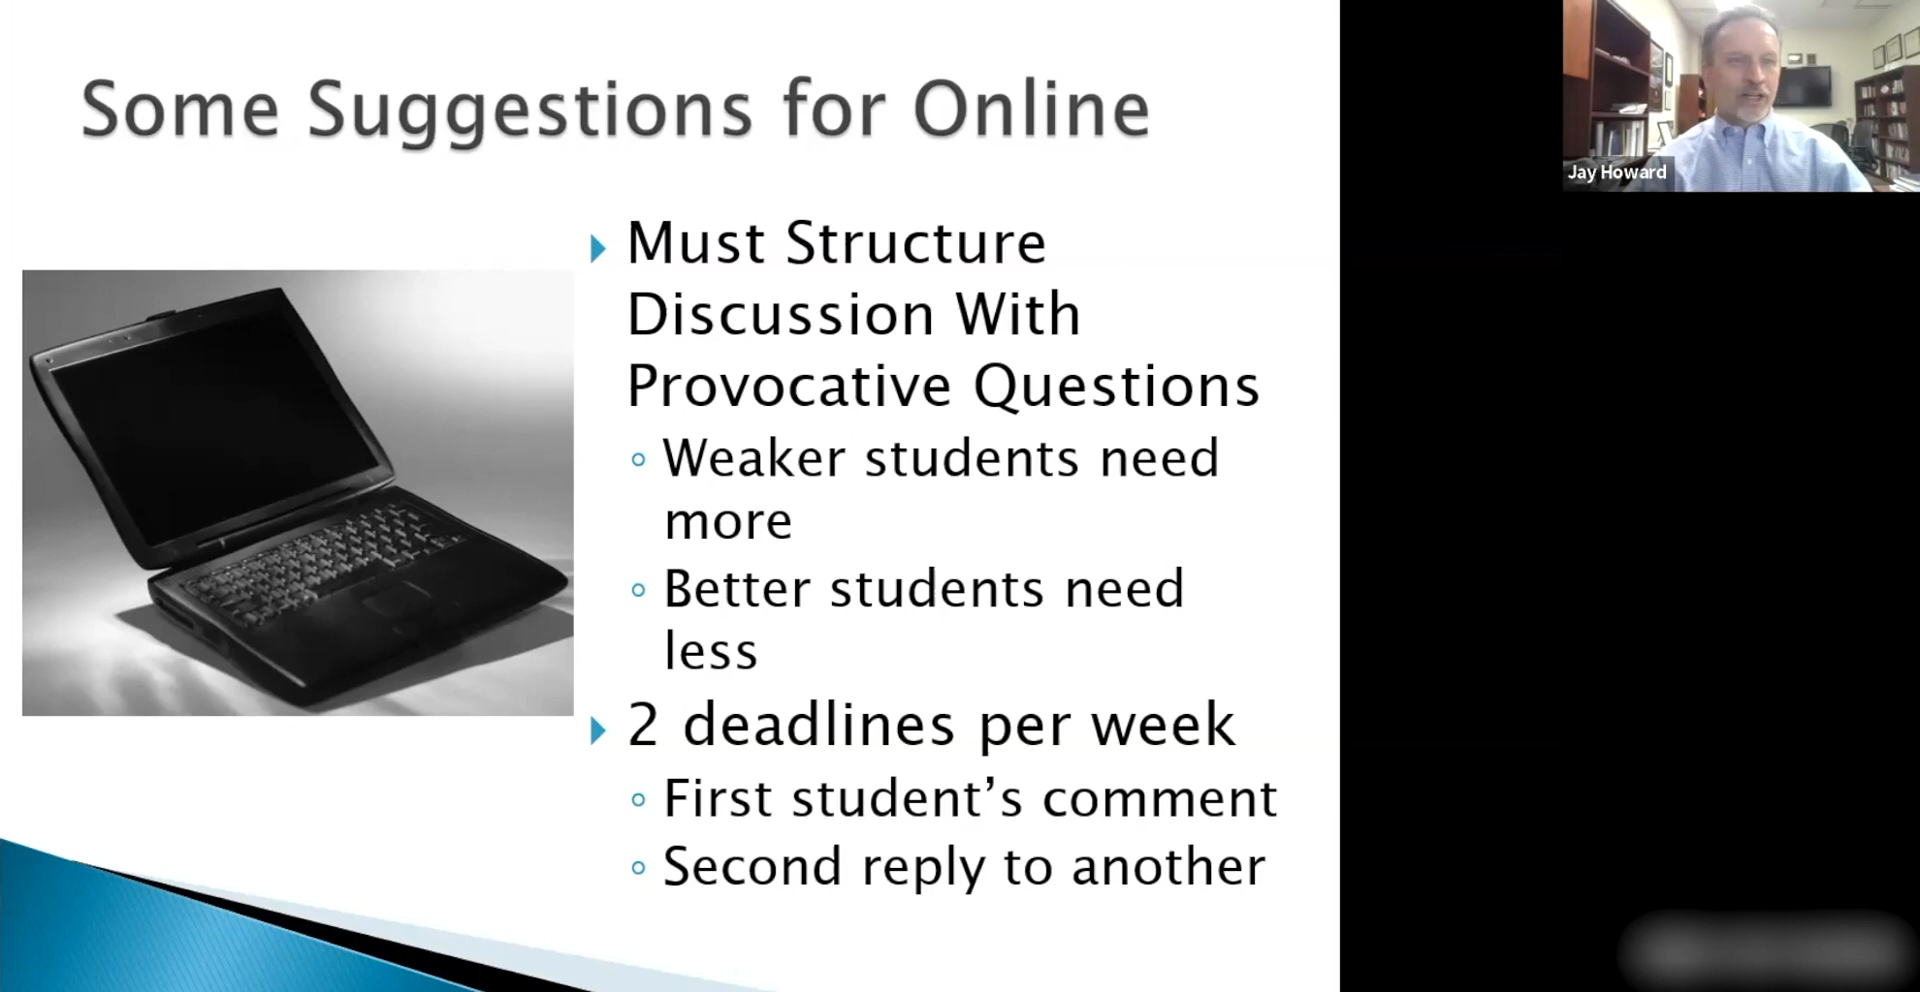 Some Suggestions for Online
Must Structure
Discussion With
Provocative Questions
Weaker students need
more
Better students need
less
2 deadlines per week
First student’s comment
Second reply to another
Jay Howard